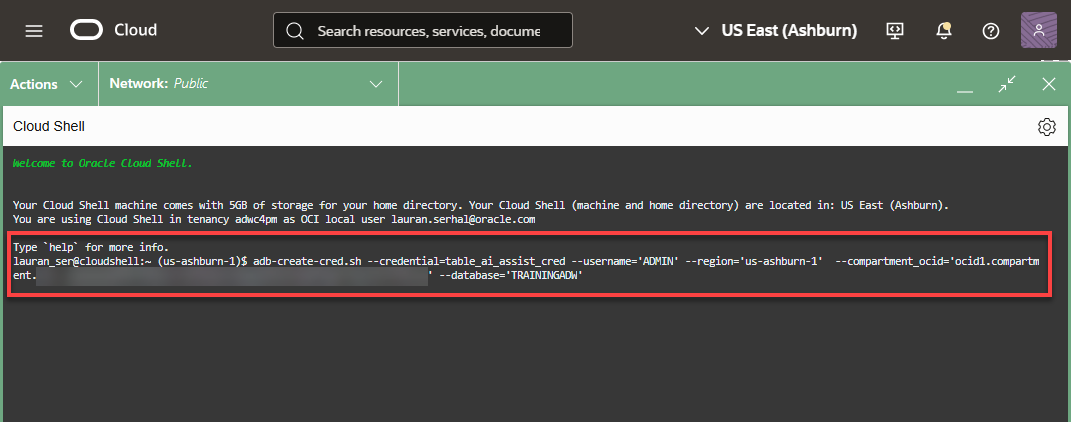 Cloud
Search resources, services, docume
US East (Ashburn)
Actions
Network: Public
Cloud Shell
Welcome to Oracle Cloud Shell.
Your Cloud Shell machine comes with 5GB of storage for your home directory. Your Cloud Shell (machine and home directory) are located in: US East (Ashburn).
You are using Cloud Shell in tenancy adwc4pm as OCI local user lauran.serhal@oracle.com
Type `help` for more info.
lauran_ser@cloudshell:~ (us-ashburn-1)$ adb-create-cred.sh --credential=table_ai_assist_cred --username='ADMIN' --region='us-ashburn-1'  --compartment_ocid='ocid1.compartm
ent.' --database='TRAININGADW'